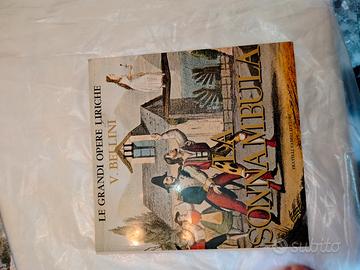 LE GRANDI OPERE LIRICHE
V. BELLINI
LA
SONNAMBULA
subito